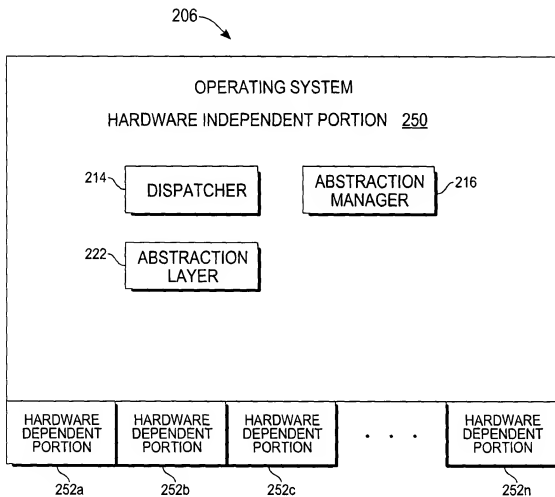 206
OPERATING SYSTEM
HARDWARE INDEPENDENT PORTION 250
214
DISPATCHER
ABSTRACTION
MANAGER
216
222
ABSTRACTION
LAYER
HARDWARE
DEPENDENT
PORTION
HARDWARE
DEPENDENT
PORTION
HARDWARE
DEPENDENT
PORTION
. . .
HARDWARE
DEPENDENT
PORTION
252a
252b
252c
252n